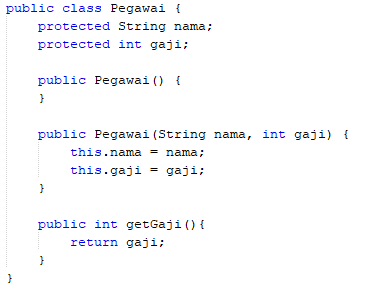 public class Pegawai {
    protected String nama;
    protected int gaji;

    public Pegawai() {
    }

    public Pegawai(String nama, int gaji) {
        this.nama = nama;
        this.gaji = gaji;
    }

    public int getGaji(){
        return gaji;
    }
}